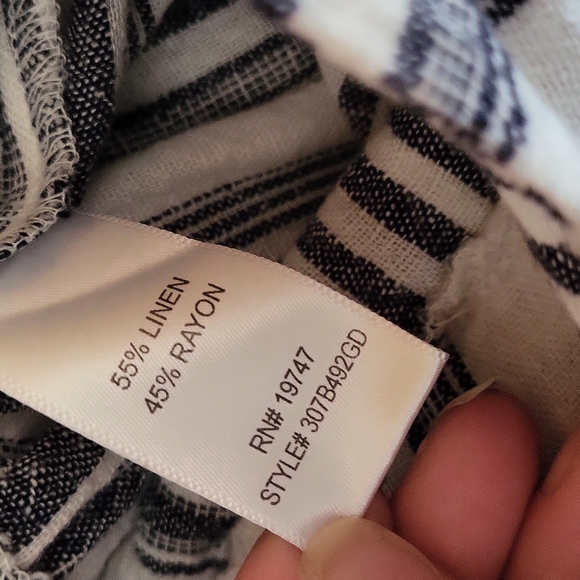 55% LINEN
45% RAYON
RN# 19747
STYLE# 307B492GD